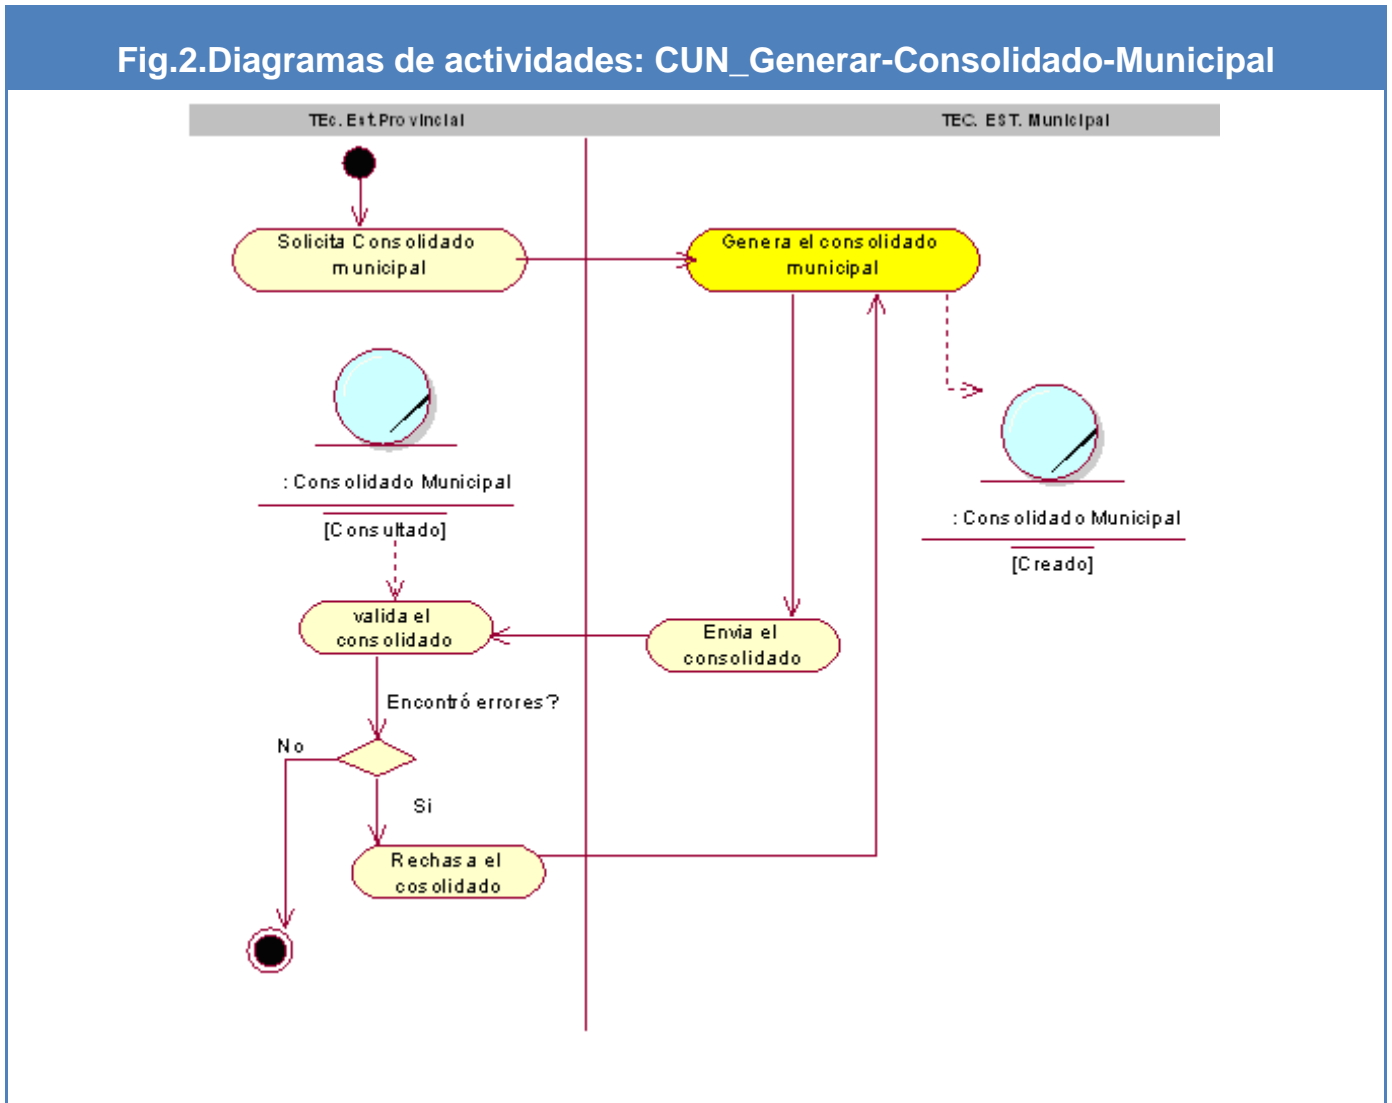 Fig.2.Diagramas de actividades: CUN_Generar-Consolidado-Municipal
TEc. Est.Provincial
TEC. EST. Municipal
Solicita Consolidado
municipal
Genera el consolidado
municipal
: Consolidado Municipal
[Consultado]
: Consolidado Municipal
[Creado]
valida el
consolidado
Envia el
consolidado
Encontró errores?
No
Si
Rechasa el
cosolidado